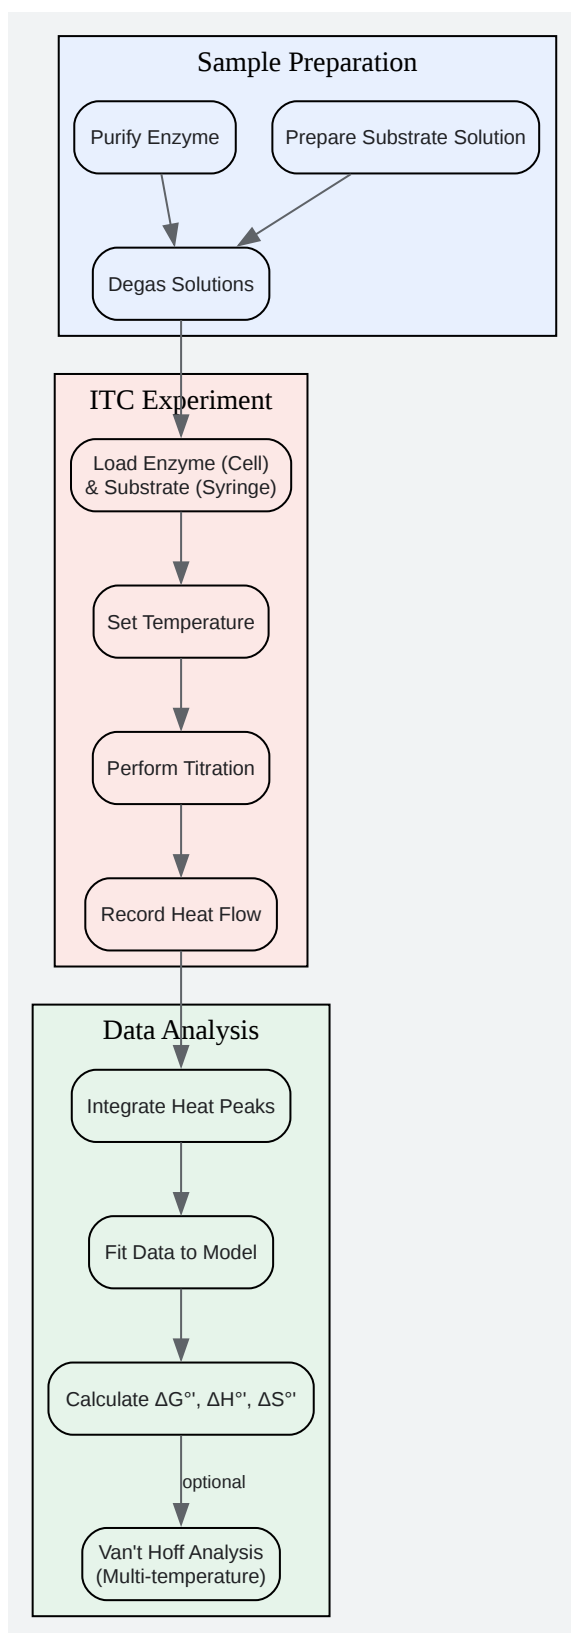 Sample Preparation
Purify Enzyme
Prepare Substrate Solution
Degas Solutions
ITC Experiment
Load Enzyme (Cell)
& Substrate (Syringe)
Set Temperature
Perform Titration
Record Heat Flow
Data Analysis
Integrate Heat Peaks
Fit Data to Model
Calculate ΔG°', ΔH°', ΔS°'
optional
Van't Hoff Analysis
(Multi-temperature)